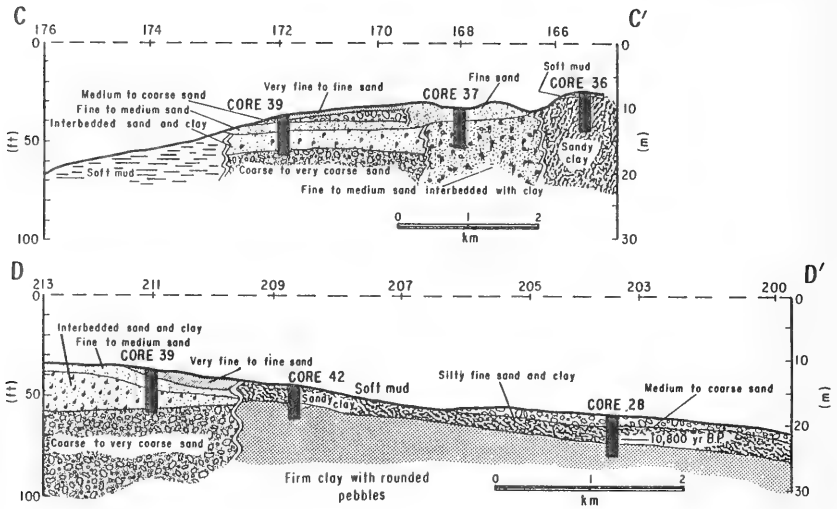 C C'
176 174 172 170 168 166
0 0
Soft mud
Medium to coarse sand
Very fine to fine sand
CORE 37
Fine sand
CORE 36
Fine to medium sand
CORE 39
Interbedded sand and clay
10
50
(ft)
(m)
Sandy
clay
Soft mud
Coarse to very coarse sand
20
Fine to medium sand interbedded with clay
0 1 2
km
100 30
D D'
213 211 209 207 205 203 200
0 0
Interbedded sand and clay
Fine to medium sand
CORE 39
Very fine to fine sand
10
CORE 42
Soft mud
Silty fine sand and clay
Medium to coarse sand
50
(ft)
(m)
Sandy clay
CORE 28
20
10,800 yr B.P.
Coarse to very coarse sand
Firm clay with rounded
pebbles
0 1 2
km
100 30